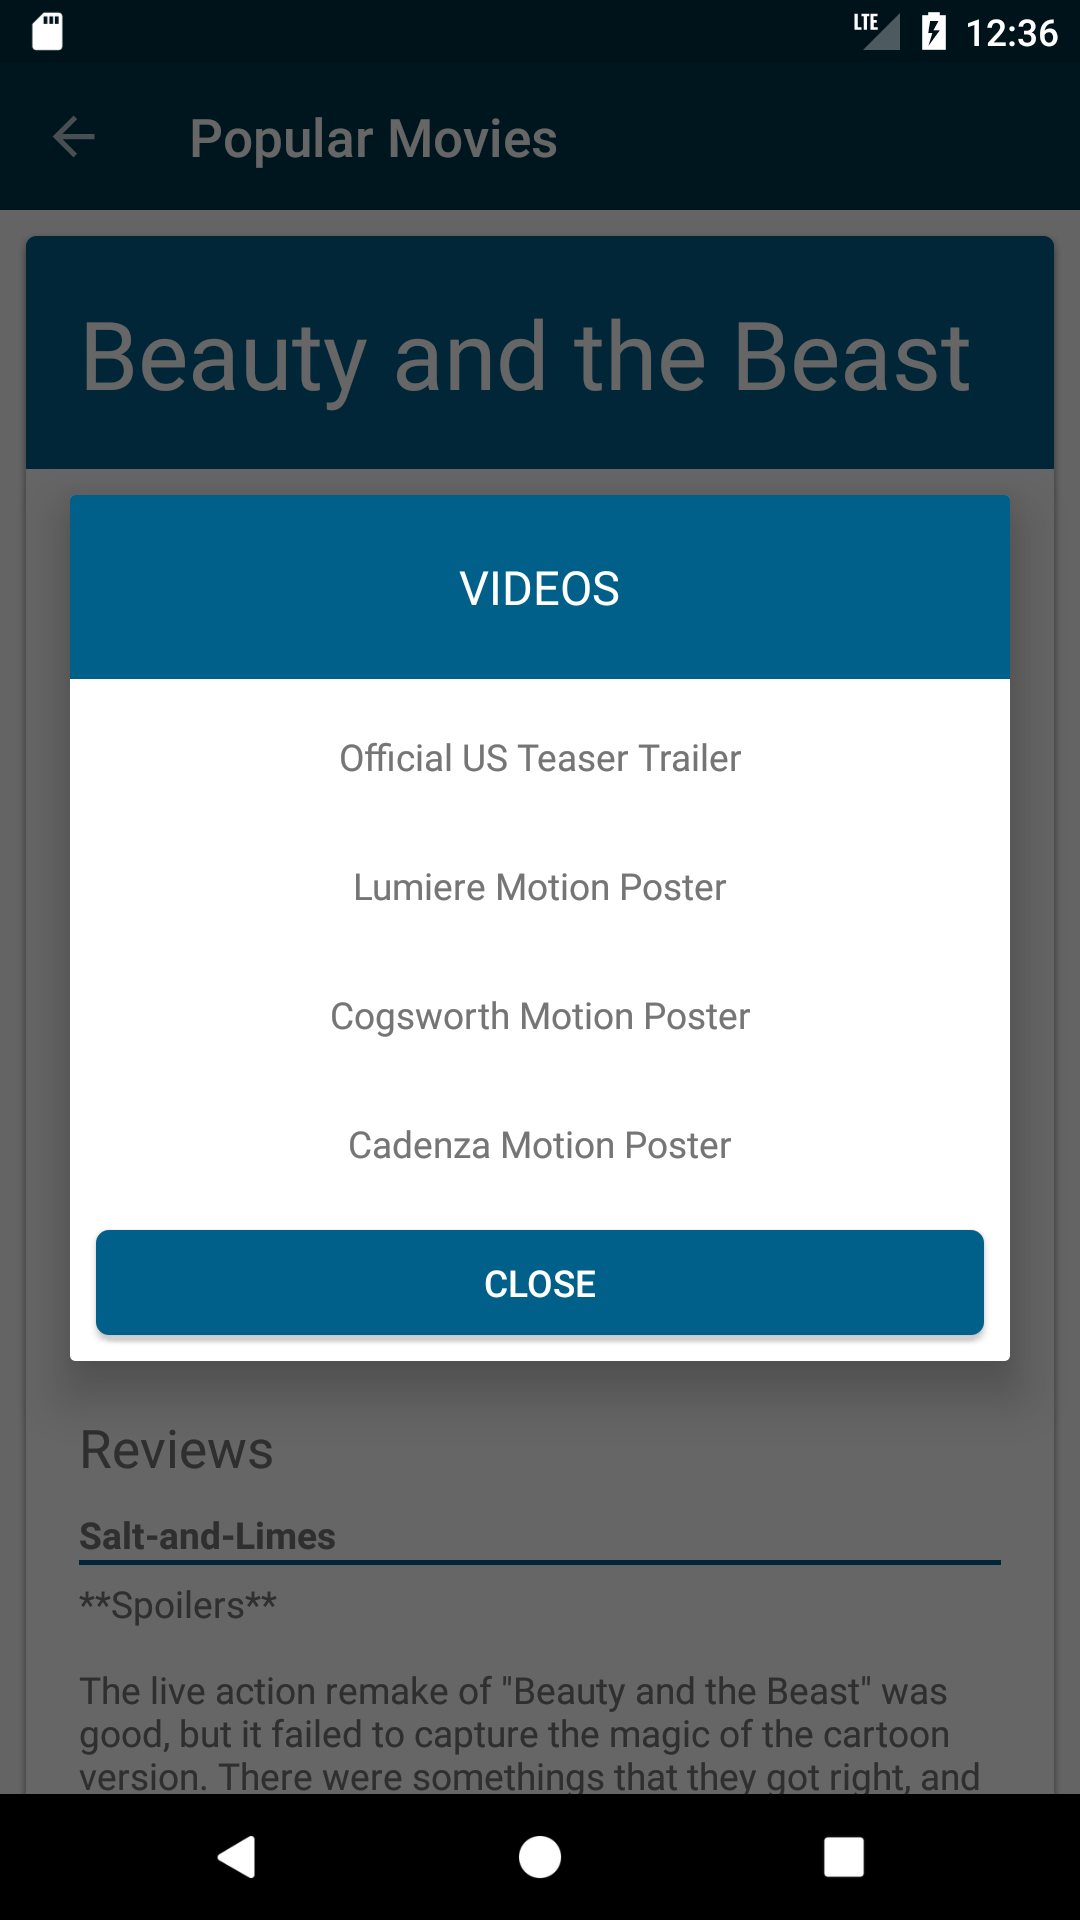 LTE 12:36
Popular Movies
Beauty and the Beast
VIDEOS
Official US Teaser Trailer
Lumiere Motion Poster
Cogsworth Motion Poster
Cadenza Motion Poster
CLOSE
Reviews
Salt-and-Limes
**Spoilers**
The live action remake of "Beauty and the Beast" was
good, but it failed to capture the magic of the cartoon
version. There were somethings that they got right, and